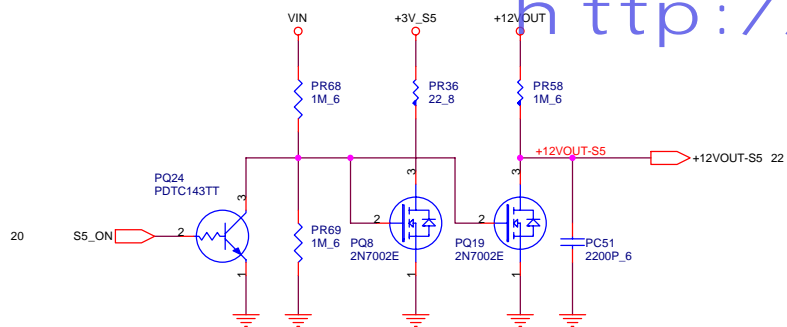 http:/
VIN
+3V_S5
+12VOUT
PR68
1M_6
PR36
22_8
PR58
1M_6
+12VOUT-S5
+12VOUT-S5 22
PQ24
PDTC143TT
3
3
3
20
S5_ON
2
2
2
PR69
1M_6
PQ8
2N7002E
PQ19
2N7002E
PC51
2200P_6
1
1
1